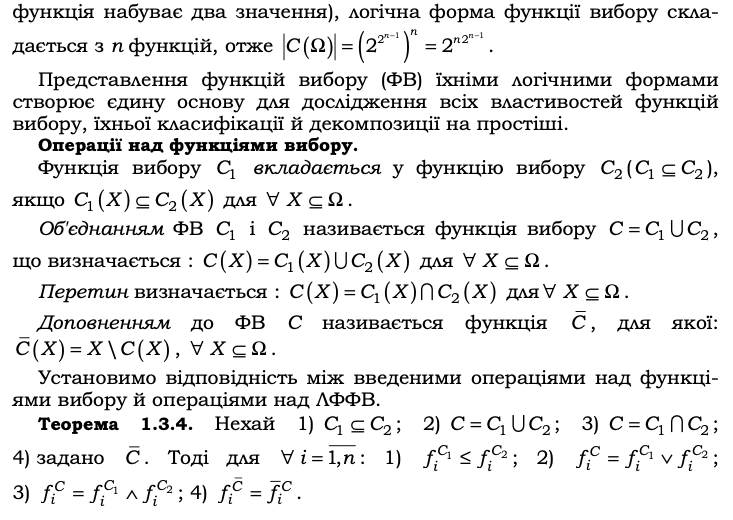 функція набуває два значення), логічна форма функції вибору скла-
дається з n функцій, отже |C(Ω)| = (2^{2^{n−1}})^n = 2^{n2^{n−1}} .
Представлення функцій вибору (ФВ) їхніми логічними формами
створює єдину основу для дослідження всіх властивостей функцій
вибору, їхньої класифікації й декомпозиції на простіші.
Операції над функціями вибору.
Функція вибору C₁ вкладається у функцію вибору C₂ (C₁ ⊆ C₂),
якщо C₁(X) ⊆ C₂(X) для ∀ X ⊆ Ω .
Об'єднанням ФВ C₁ і C₂ називається функція вибору C = C₁ ⋃ C₂ ,
що визначається : C(X) = C₁(X) ⋃ C₂(X) для ∀ X ⊆ Ω .
Перетин визначається : C(X) = C₁(X) ⋂ C₂(X) для ∀ X ⊆ Ω .
Доповненням до ФВ C називається функція C̄ , для якої:
C̄(X) = X \ C(X) , ∀ X ⊆ Ω .
Установимо відповідність між введеними операціями над функці-
ями вибору й операціями над ЛФФВ.
Теорема 1.3.4. Нехай 1) C₁ ⊆ C₂ ; 2) C = C₁ ⋃ C₂ ; 3) C = C₁ ⋂ C₂ ;
4) задано C̄ . Тоді для ∀ i = \overline{1,n} : 1) f_i^{C₁} ≤ f_i^{C₂} ; 2) f_i^C = f_i^{C₁} ∨ f_i^{C₂} ;
3) f_i^C = f_i^{C₁} ∧ f_i^{C₂} ; 4) f_i^{C̄} = f̄_i^C .